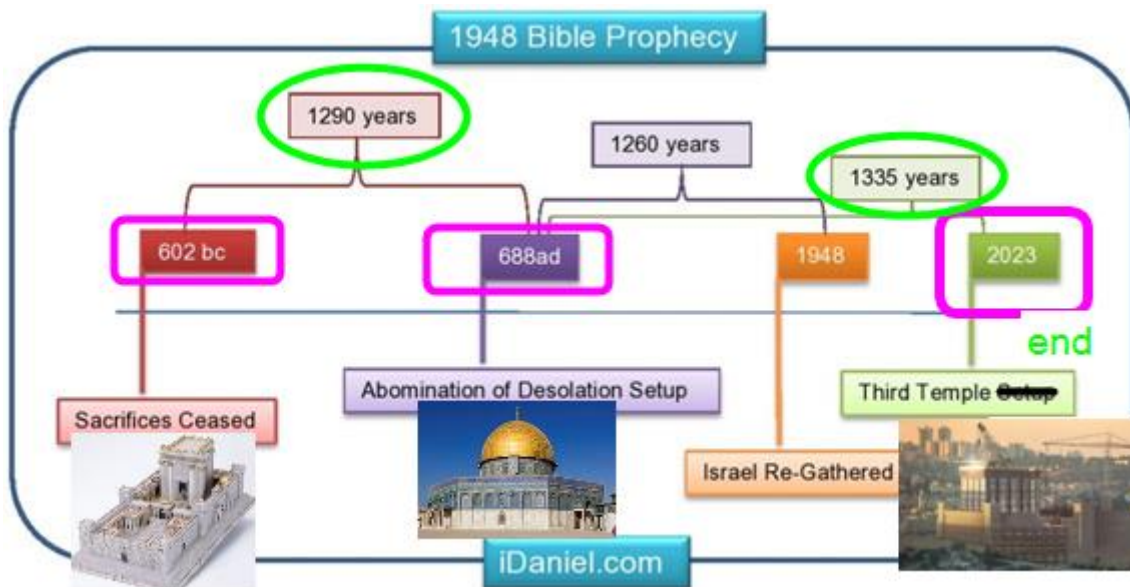 1948 Bible Prophecy
1290 years
1260 years
1335 years
602 bc
688ad
1948
2023
end
Abomination of Desolation Setup
Third Temple Setup
Sacrifices Ceased
Israel Re-Gathered
iDaniel.com